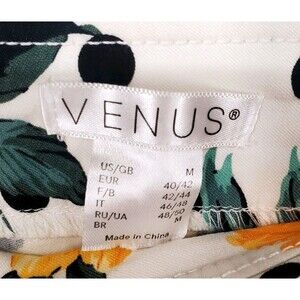 VENUS®
US/GB M
EUR 40/42
F/B 42/44
IT 46/48
RU/UA 48/50
BR M
Made in China